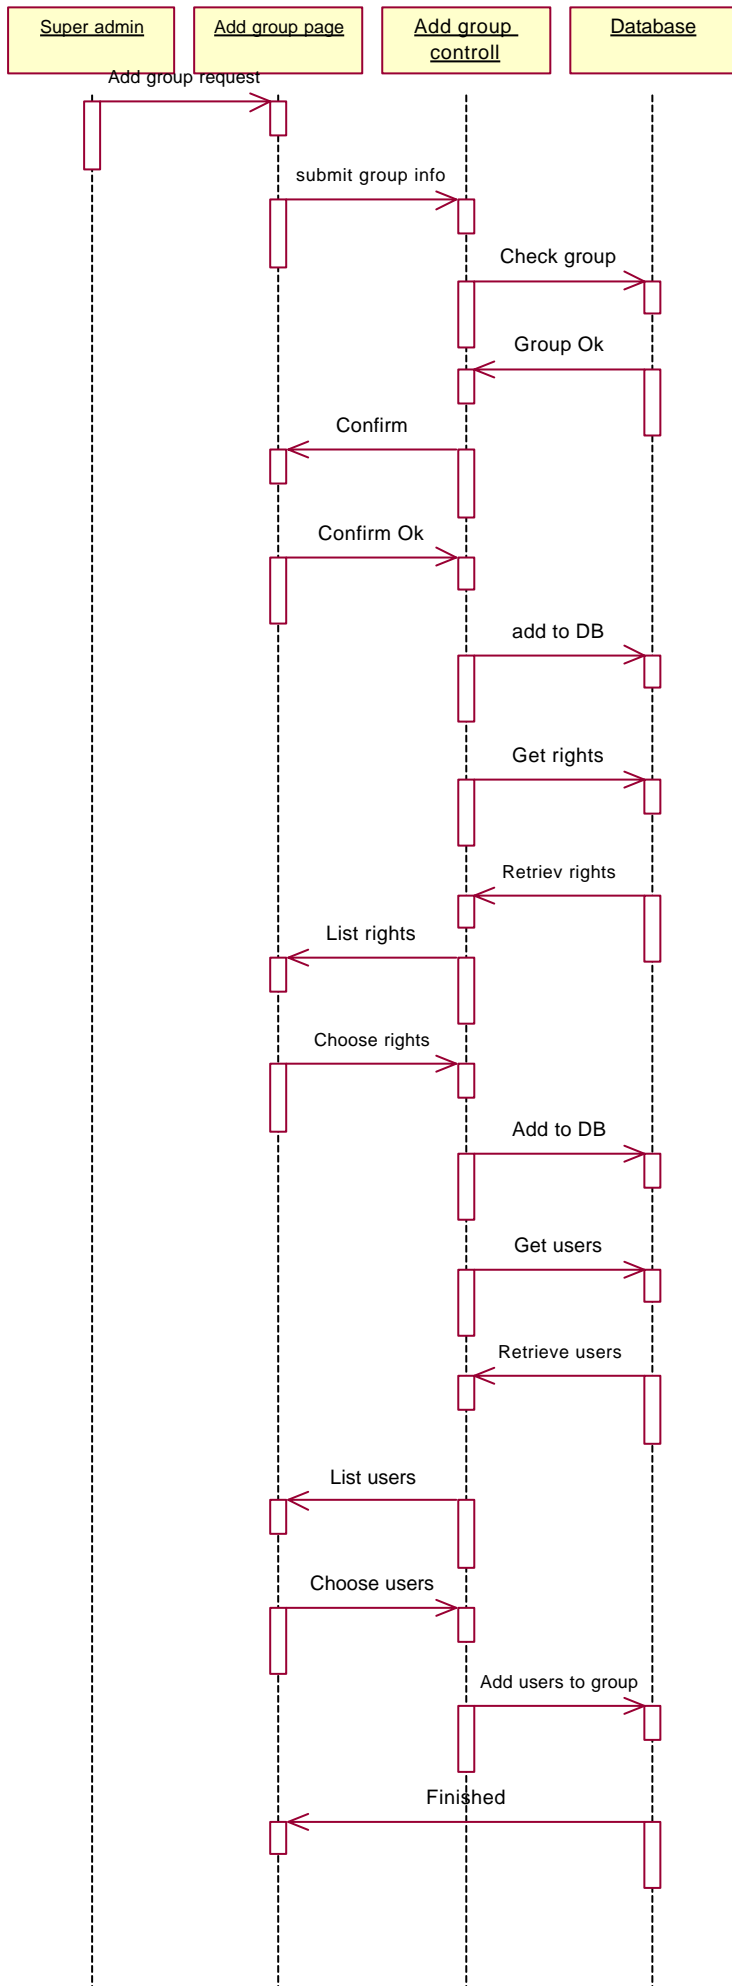 Super admin
Add group page
Add group
controll
Database
Add group request
submit group info
Check group
Group Ok
Confirm
Confirm Ok
add to DB
Get rights
Retriev rights
List rights
Choose rights
Add to DB
Get users
Retrieve users
List users
Choose users
Add users to group
Finished